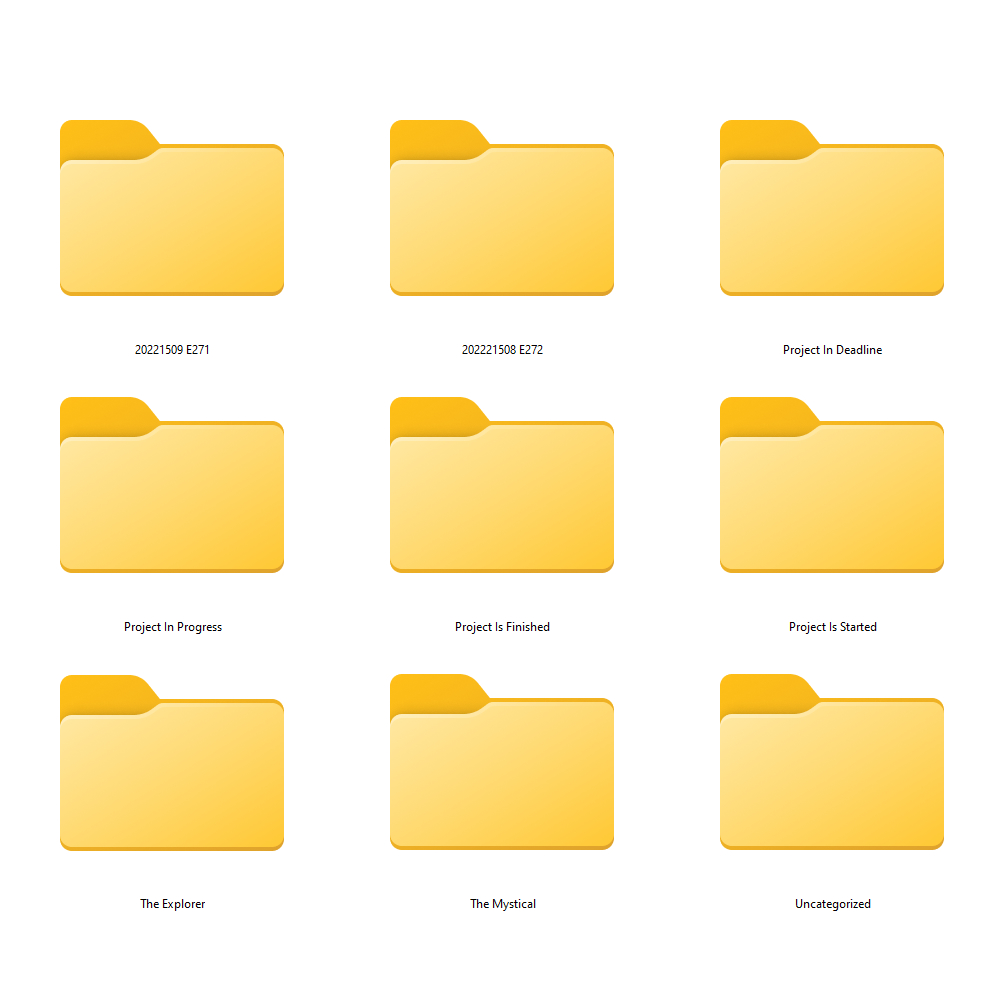 20221509 E271
202221508 E272
Project In Deadline
Project In Progress
Project Is Finished
Project Is Started
The Explorer
The Mystical
Uncategorized